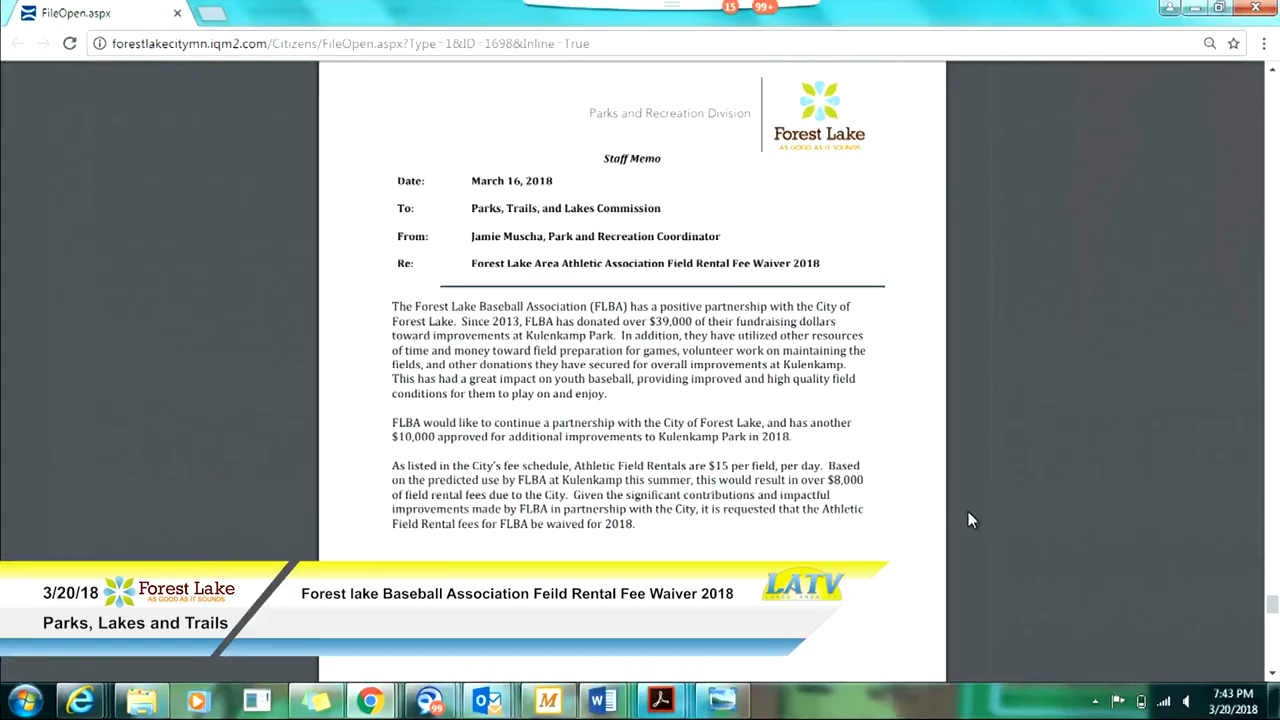 FileOpen.aspx
15
99+
forestlakecitymn.iqm2.com/Citizens/FileOpen.aspx?Type=1&ID=1698&Inline=True
Parks and Recreation Division
Forest Lake
AS GOOD AS IT SOUNDS
Staff Memo
Date: March 16, 2018
To: Parks, Trails, and Lakes Commission
From: Jamie Muscha, Park and Recreation Coordinator
Re: Forest Lake Area Athletic Association Field Rental Fee Waiver 2018
The Forest Lake Baseball Association (FLBA) has a positive partnership with the City of
Forest Lake. Since 2013, FLBA has donated over $39,000 of their fundraising dollars
toward improvements at Kulenkamp Park. In addition, they have utilized other resources
of time and money toward field preparation for games, volunteer work on maintaining the
fields, and other donations they have secured for overall improvements at Kulenkamp.
This has had a great impact on youth baseball, providing improved and high quality field
conditions for them to play on and enjoy.
FLBA would like to continue a partnership with the City of Forest Lake, and has another
$10,000 approved for additional improvements to Kulenkamp Park in 2018.
As listed in the City's fee schedule, Athletic Field Rentals are $15 per field, per day. Based
on the predicted use by FLBA at Kulenkamp this summer, this would result in over $8,000
of field rental fees due to the City. Given the significant contributions and impactful
improvements made by FLBA in partnership with the City, it is requested that the Athletic
Field Rental fees for FLBA be waived for 2018.
3/20/18
Forest Lake
AS GOOD AS IT SOUNDS
Forest lake Baseball Association Feild Rental Fee Waiver 2018
LATV
Parks, Lakes and Trails
99
7:43 PM
3/20/2018